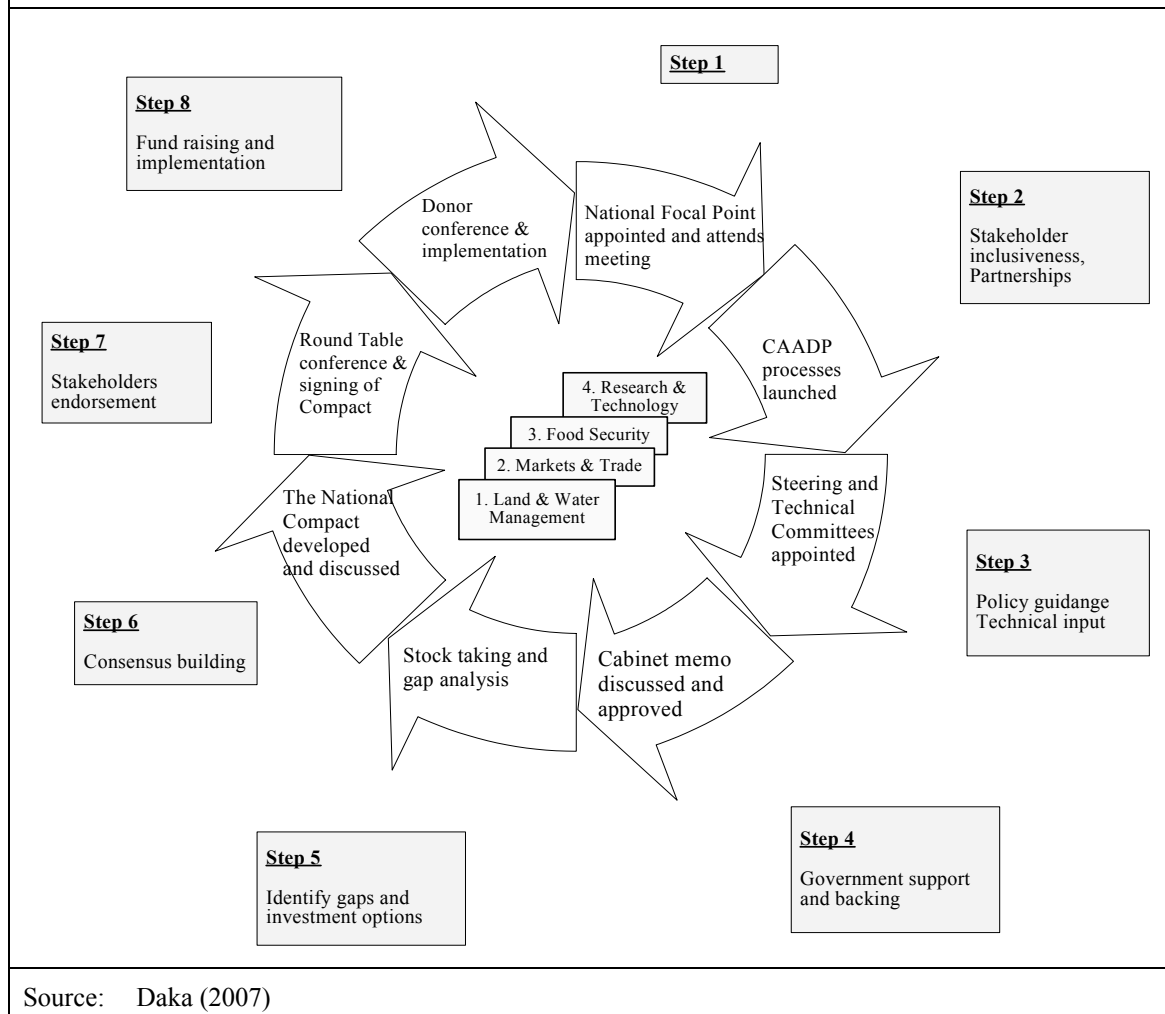 Step 1
National Focal Point
appointed and attends
meeting
Step 2
Stakeholder
inclusiveness,
Partnerships
CAADP
processes
launched
Step 3
Policy guidange
Technical input
Steering and
Technical
Committees
appointed
Step 4
Government support
and backing
Cabinet memo
discussed and
approved
Step 5
Identify gaps and
investment options
Stock taking and
gap analysis
Step 6
Consensus building
The National
Compact
developed
and discussed
Step 7
Stakeholders
endorsement
Round Table
conference &
signing of
Compact
Step 8
Fund raising and
implementation
Donor
conference &
implementation
4. Research &
Technology
3. Food Security
2. Markets & Trade
1. Land & Water
Management
Source: Daka (2007)